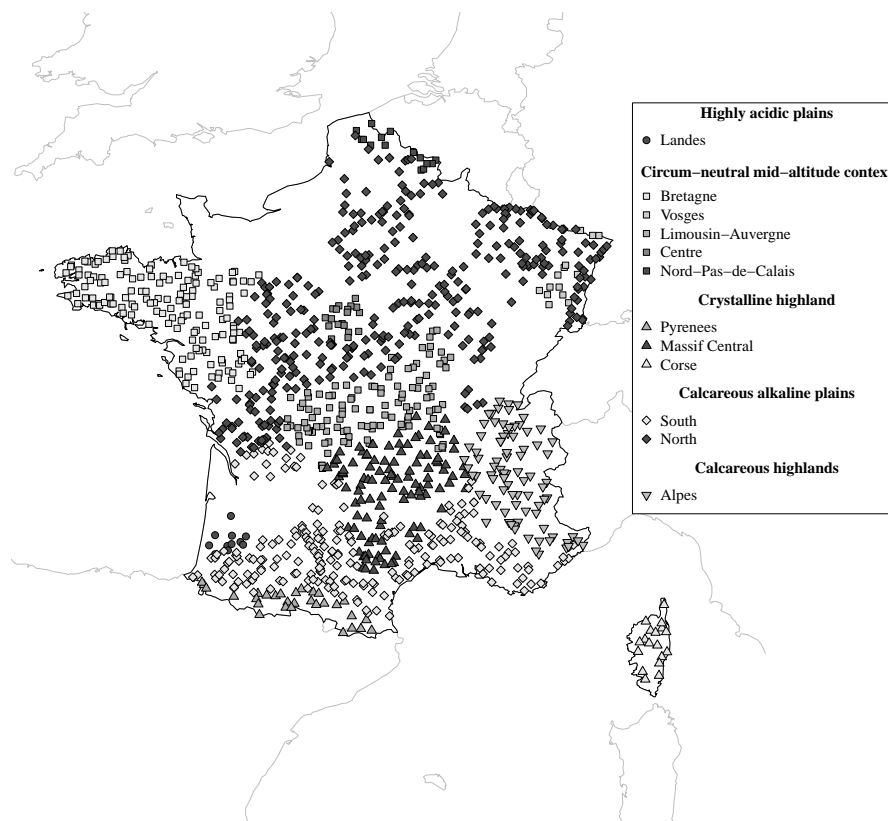 Highly acidic plains
Landes
Circum−neutral mid−altitude context
Bretagne
Vosges
Limousin−Auvergne
Centre
Nord−Pas−de−Calais
Crystalline highland
Pyrenees
Massif Central
Corse
Calcareous alkaline plains
South
North
Calcareous highlands
Alpes